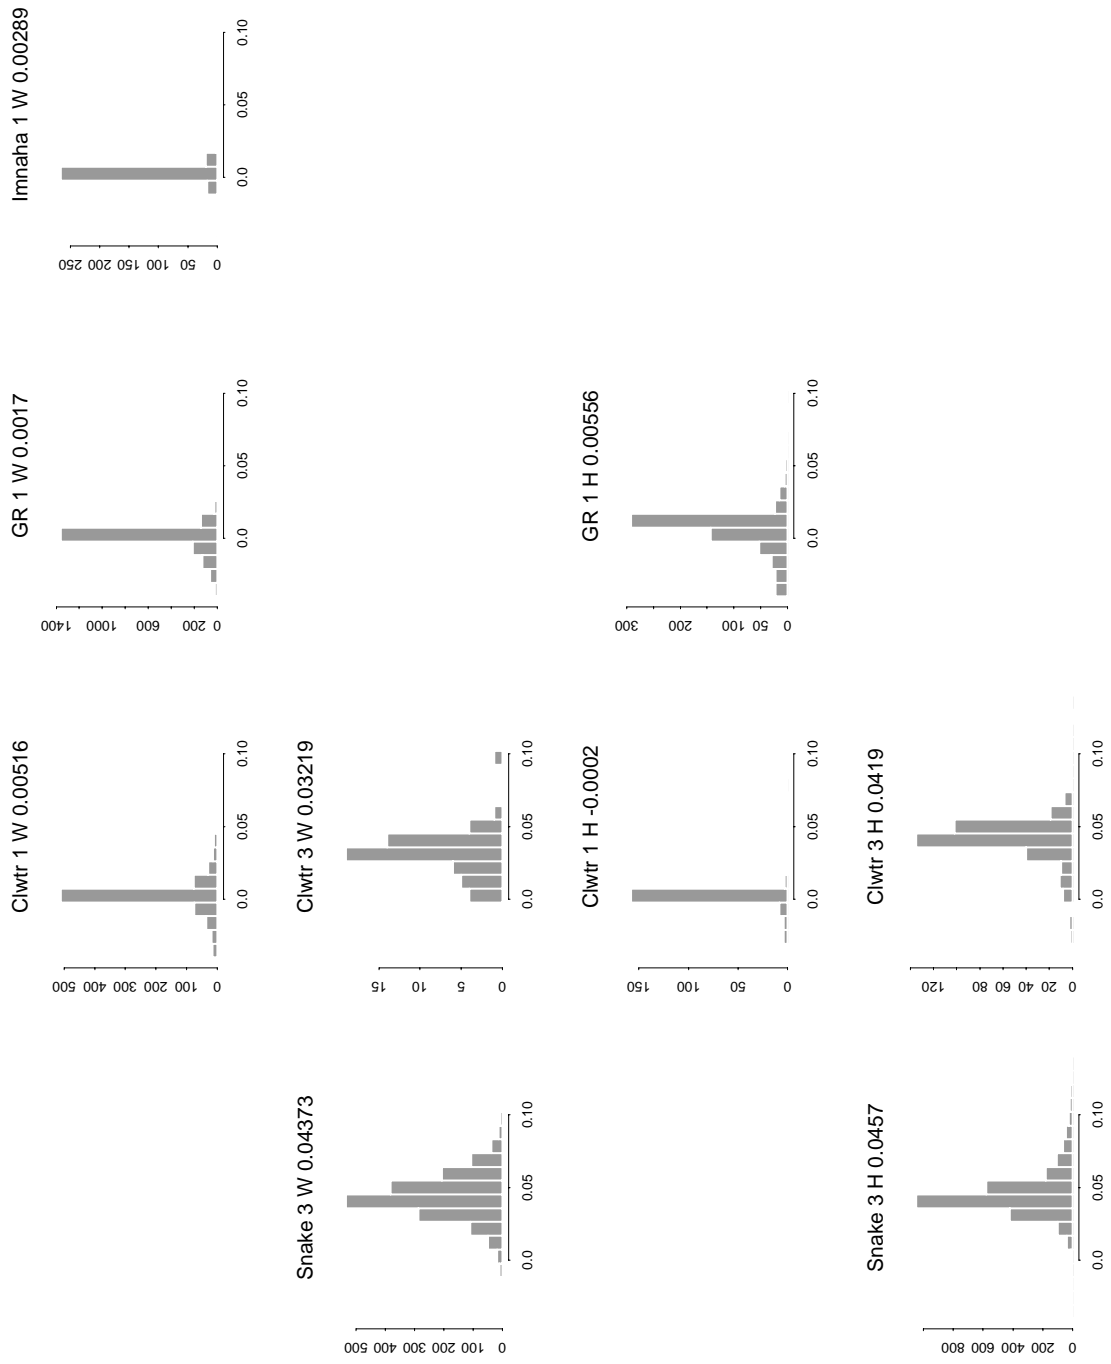 Clwtr 1 W 0.00516
500 400 300 200 100 0
0.0 0.05 0.10
GR 1 W 0.0017
1400 1000 600 200 0
0.0 0.05 0.10
Imnaha 1 W 0.00289
250 200 150 100 50 0
0.0 0.05 0.10
Snake 3 W 0.04373
500 400 300 200 100 0
0.0 0.05 0.10
Clwtr 3 W 0.03219
15 10 5 0
0.0 0.05 0.10
Clwtr 1 H -0.0002
150 100 50 0
0.0 0.05 0.10
GR 1 H 0.00556
300 200 100 50 0
0.0 0.05 0.10
Snake 3 H 0.0457
800 600 400 200 0
0.0 0.05 0.10
Clwtr 3 H 0.0419
120 80 60 40 20 0
0.0 0.05 0.10